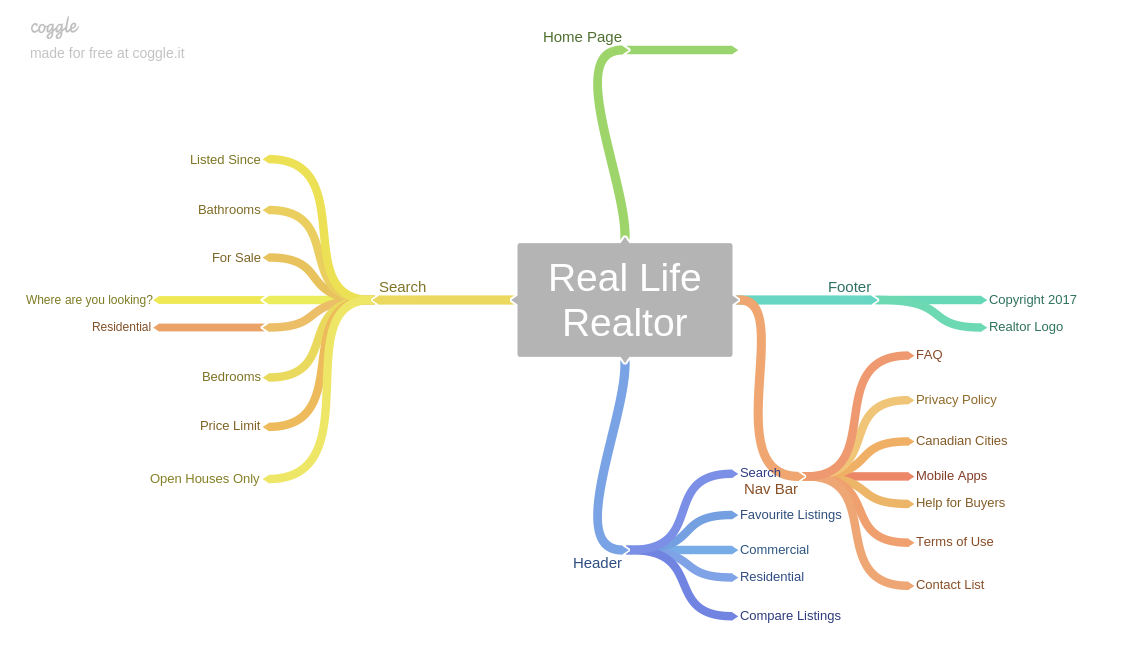 coggle
made for free at coggle.it
Home Page
Listed Since
Bathrooms
For Sale
Where are you looking?
Residential
Bedrooms
Price Limit
Open Houses Only
Search
Real Life
Realtor
Footer
Copyright 2017
Realtor Logo
FAQ
Privacy Policy
Canadian Cities
Mobile Apps
Help for Buyers
Terms of Use
Contact List
Nav Bar
Search
Favourite Listings
Commercial
Residential
Compare Listings
Header